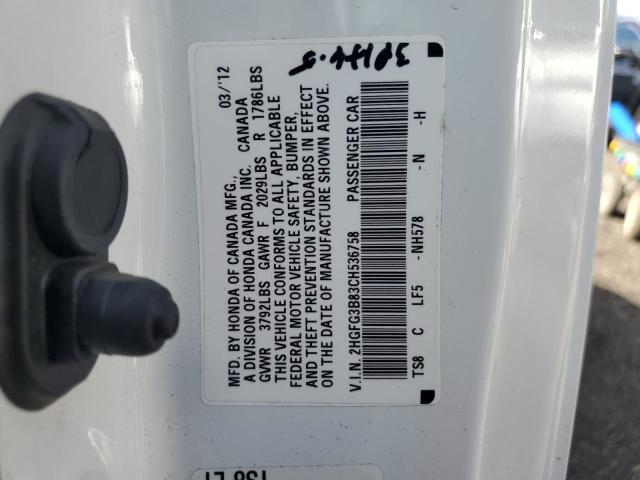 MFD. BY HONDA OF CANADA MFG., 03/'12
A DIVISION OF HONDA CANADA INC. CANADA
GVWR 3792LBS GAWR F 2029LBS R 1786LBS
THIS VEHICLE CONFORMS TO ALL APPLICABLE
FEDERAL MOTOR VEHICLE SAFETY, BUMPER,
AND THEFT PREVENTION STANDARDS IN EFFECT
ON THE DATE OF MANUFACTURE SHOWN ABOVE.
V.I.N. 2HGFG3B83CH536758 PASSENGER CAR
TS8 C LF5 -NH578 -N -H